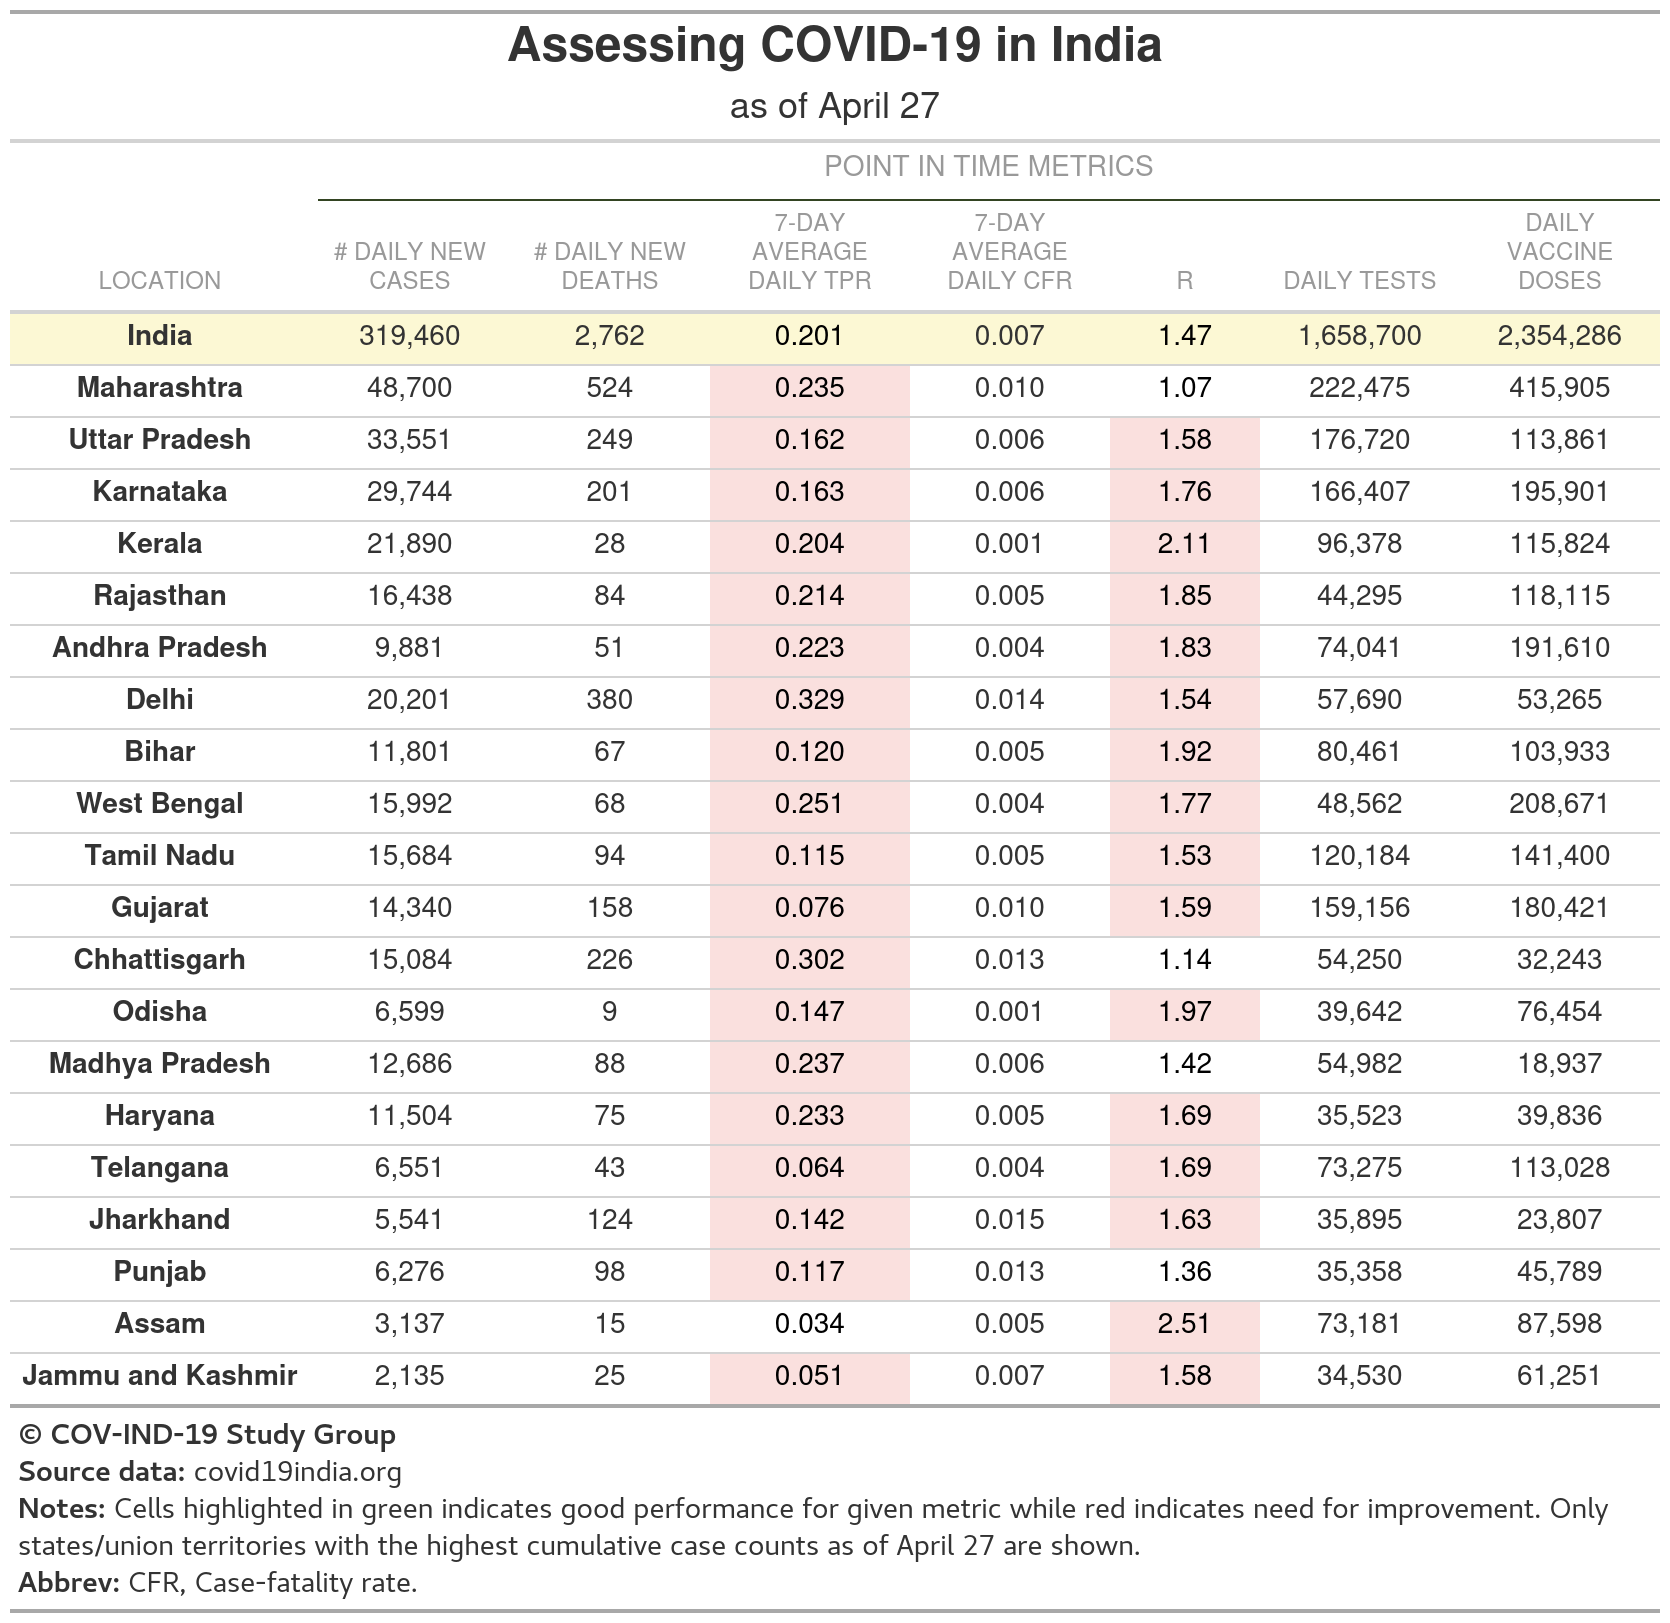 Assessing COVID-19 in India
as of April 27
POINT IN TIME METRICS
LOCATION # DAILY NEW CASES # DAILY NEW DEATHS 7-DAY AVERAGE DAILY TPR 7-DAY AVERAGE DAILY CFR R DAILY TESTS DAILY VACCINE DOSES
India 319,460 2,762 0.201 0.007 1.47 1,658,700 2,354,286
Maharashtra 48,700 524 0.235 0.010 1.07 222,475 415,905
Uttar Pradesh 33,551 249 0.162 0.006 1.58 176,720 113,861
Karnataka 29,744 201 0.163 0.006 1.76 166,407 195,901
Kerala 21,890 28 0.204 0.001 2.11 96,378 115,824
Rajasthan 16,438 84 0.214 0.005 1.85 44,295 118,115
Andhra Pradesh 9,881 51 0.223 0.004 1.83 74,041 191,610
Delhi 20,201 380 0.329 0.014 1.54 57,690 53,265
Bihar 11,801 67 0.120 0.005 1.92 80,461 103,933
West Bengal 15,992 68 0.251 0.004 1.77 48,562 208,671
Tamil Nadu 15,684 94 0.115 0.005 1.53 120,184 141,400
Gujarat 14,340 158 0.076 0.010 1.59 159,156 180,421
Chhattisgarh 15,084 226 0.302 0.013 1.14 54,250 32,243
Odisha 6,599 9 0.147 0.001 1.97 39,642 76,454
Madhya Pradesh 12,686 88 0.237 0.006 1.42 54,982 18,937
Haryana 11,504 75 0.233 0.005 1.69 35,523 39,836
Telangana 6,551 43 0.064 0.004 1.69 73,275 113,028
Jharkhand 5,541 124 0.142 0.015 1.63 35,895 23,807
Punjab 6,276 98 0.117 0.013 1.36 35,358 45,789
Assam 3,137 15 0.034 0.005 2.51 73,181 87,598
Jammu and Kashmir 2,135 25 0.051 0.007 1.58 34,530 61,251
© COV-IND-19 Study Group
Source data: covid19india.org
Notes: Cells highlighted in green indicates good performance for given metric while red indicates need for improvement. Only
states/union territories with the highest cumulative case counts as of April 27 are shown.
Abbrev: CFR, Case-fatality rate.